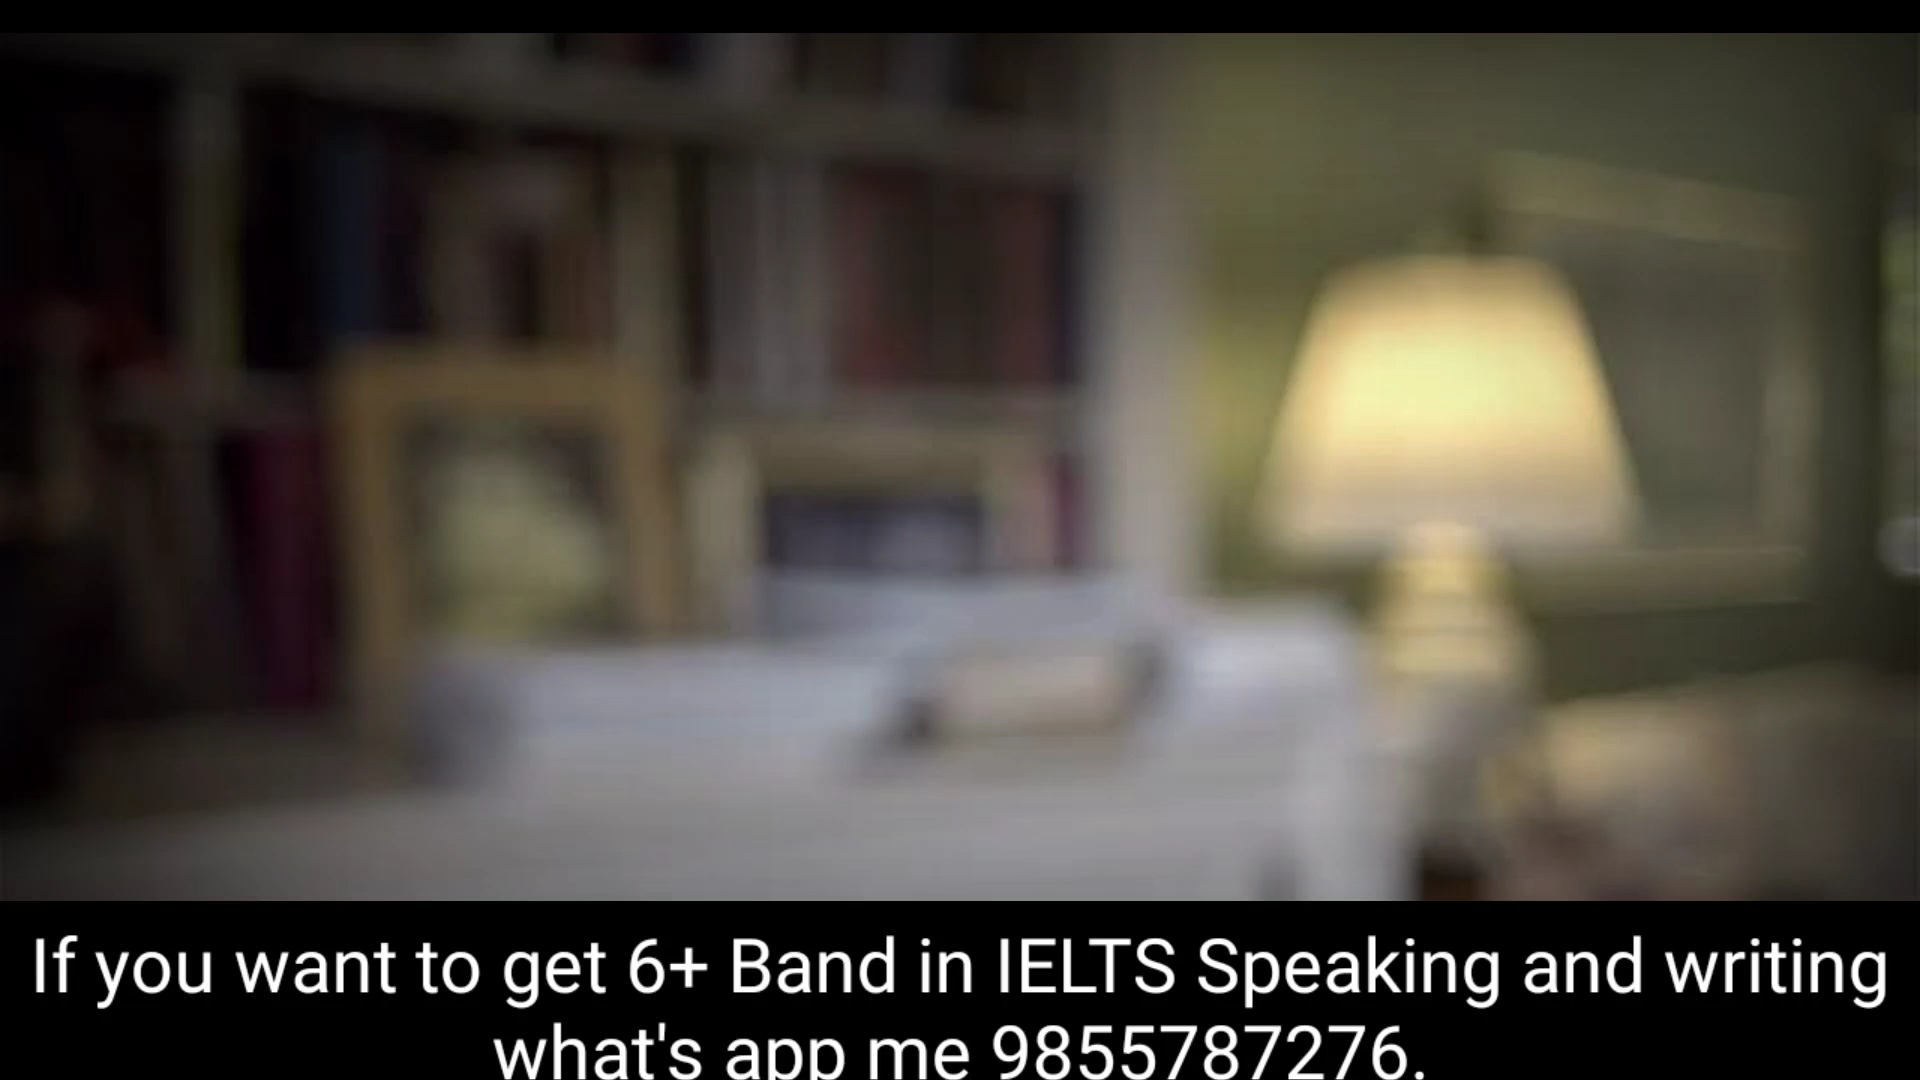 If you want to get 6+ Band in IELTS Speaking and writing
what's app me 9855787276.